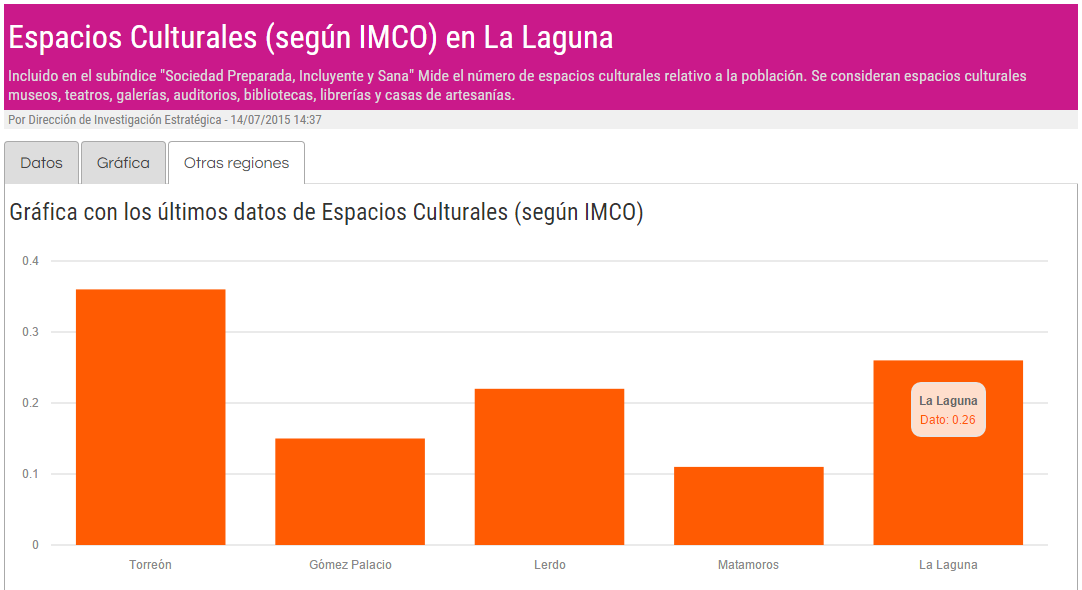 Espacios Culturales (según IMCO) en La Laguna
Incluido en el subíndice "Sociedad Preparada, Incluyente y Sana" Mide el número de espacios culturales relativo a la población. Se consideran espacios culturales
museos, teatros, galerías, auditorios, bibliotecas, librerías y casas de artesanías.
Por Dirección de Investigación Estratégica - 14/07/2015 14:37
Datos Gráfica Otras regiones
Gráfica con los últimos datos de Espacios Culturales (según IMCO)
0.4
0.3
0.2
0.1
0
La Laguna
Dato: 0.26
Torreón Gómez Palacio Lerdo Matamoros La Laguna